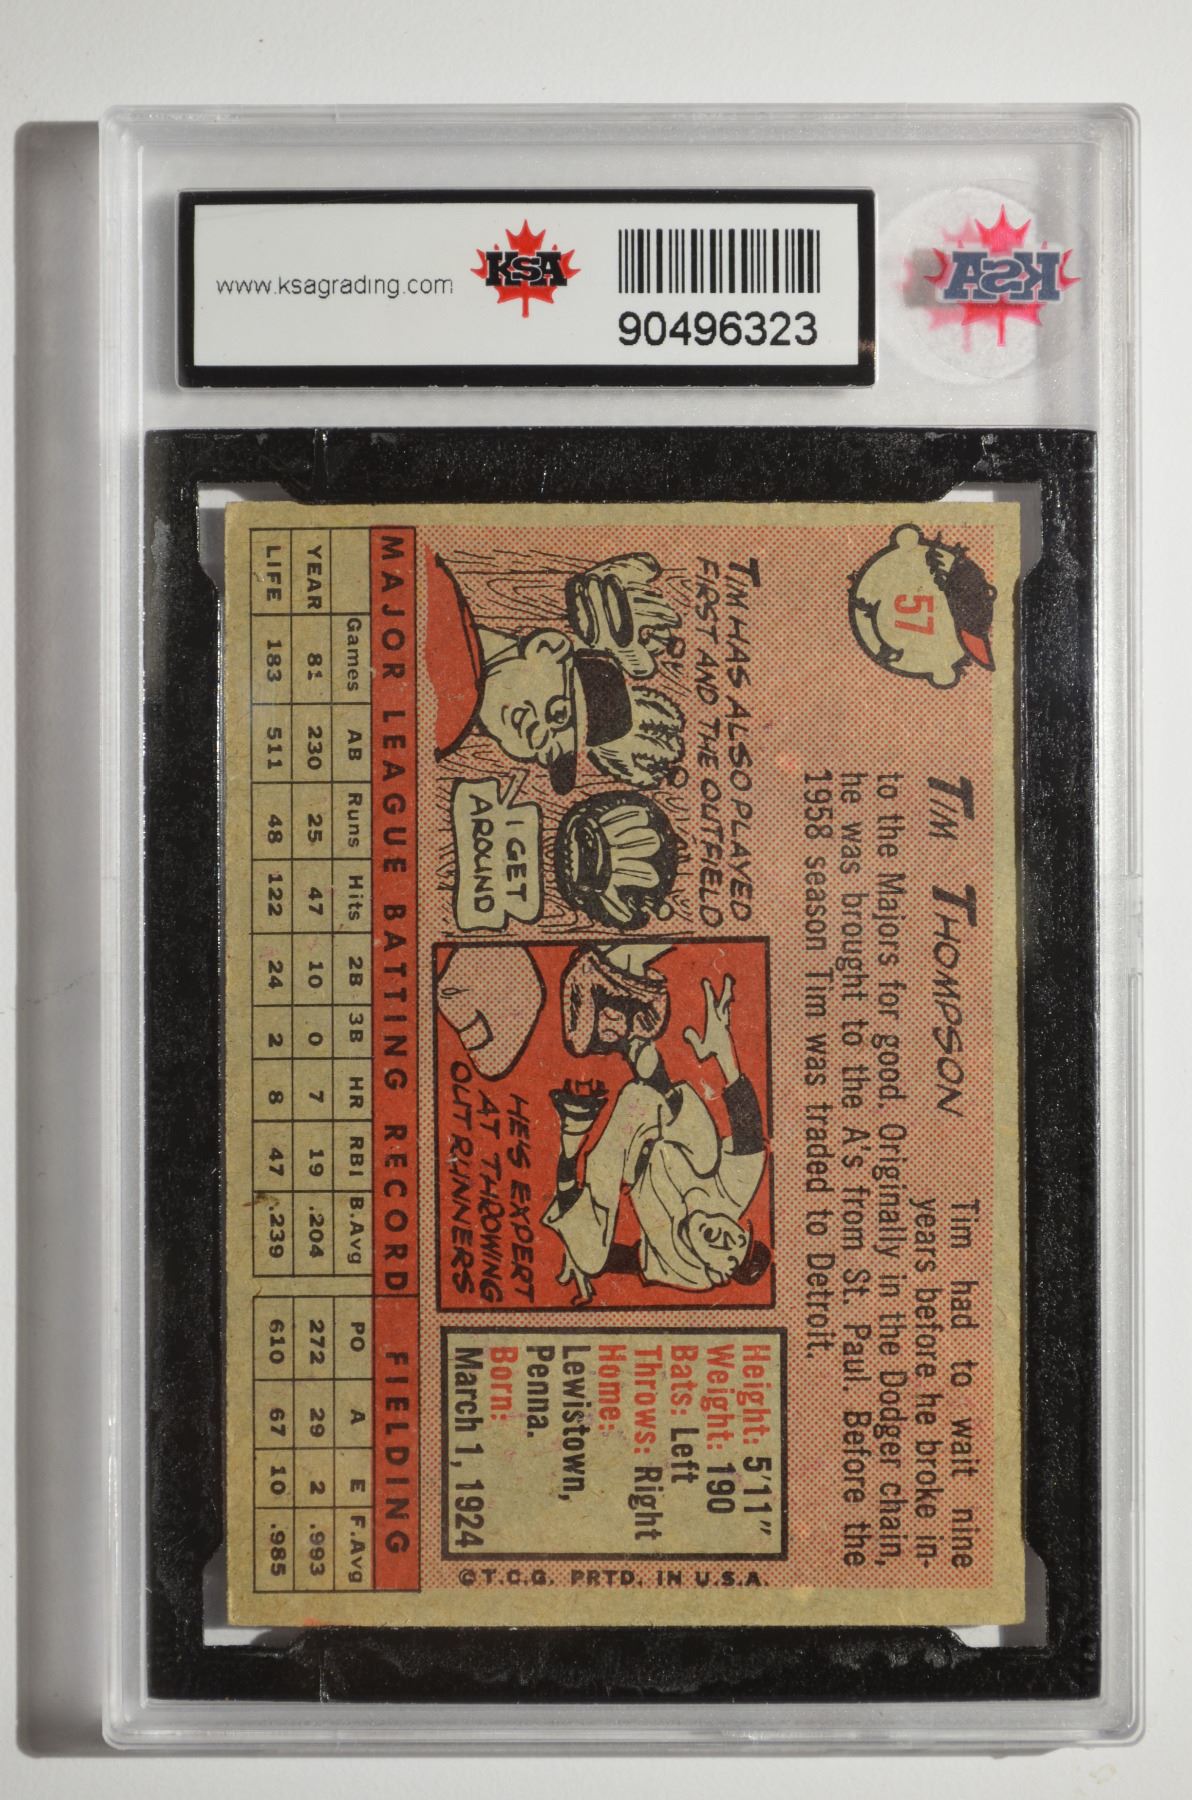 www.ksagrading.com
KSA
90496323
KSA
57
TIM THOMPSON
Tim had to wait nine
years before he broke in-
to the Majors for good. Originally in the Dodger chain,
he was brought to the A's from St. Paul. Before the
1958 season Tim was traded to Detroit.
TIM HAS ALSO PLAYED
FIRST AND THE OUTFIELD
I GET
AROUND
HE'S EXPERT
AT THROWING
OUT RUNNERS
Height: 5'11"
Weight: 190
Bats: Left
Throws: Right
Home:
Lewistown,
Penna.
Born:
March 1, 1924
©T.C.G. PRTD. IN U.S.A.
MAJOR LEAGUE BATTING RECORD FIELDING
Games AB Runs Hits 2B 3B HR RBI B.Avg PO A E F.Avg
YEAR 230 25 47 10 0 7 19 .204 272 29 2 .993
LIFE 183 511 48 122 24 2 8 47 .239 610 67 10 .985